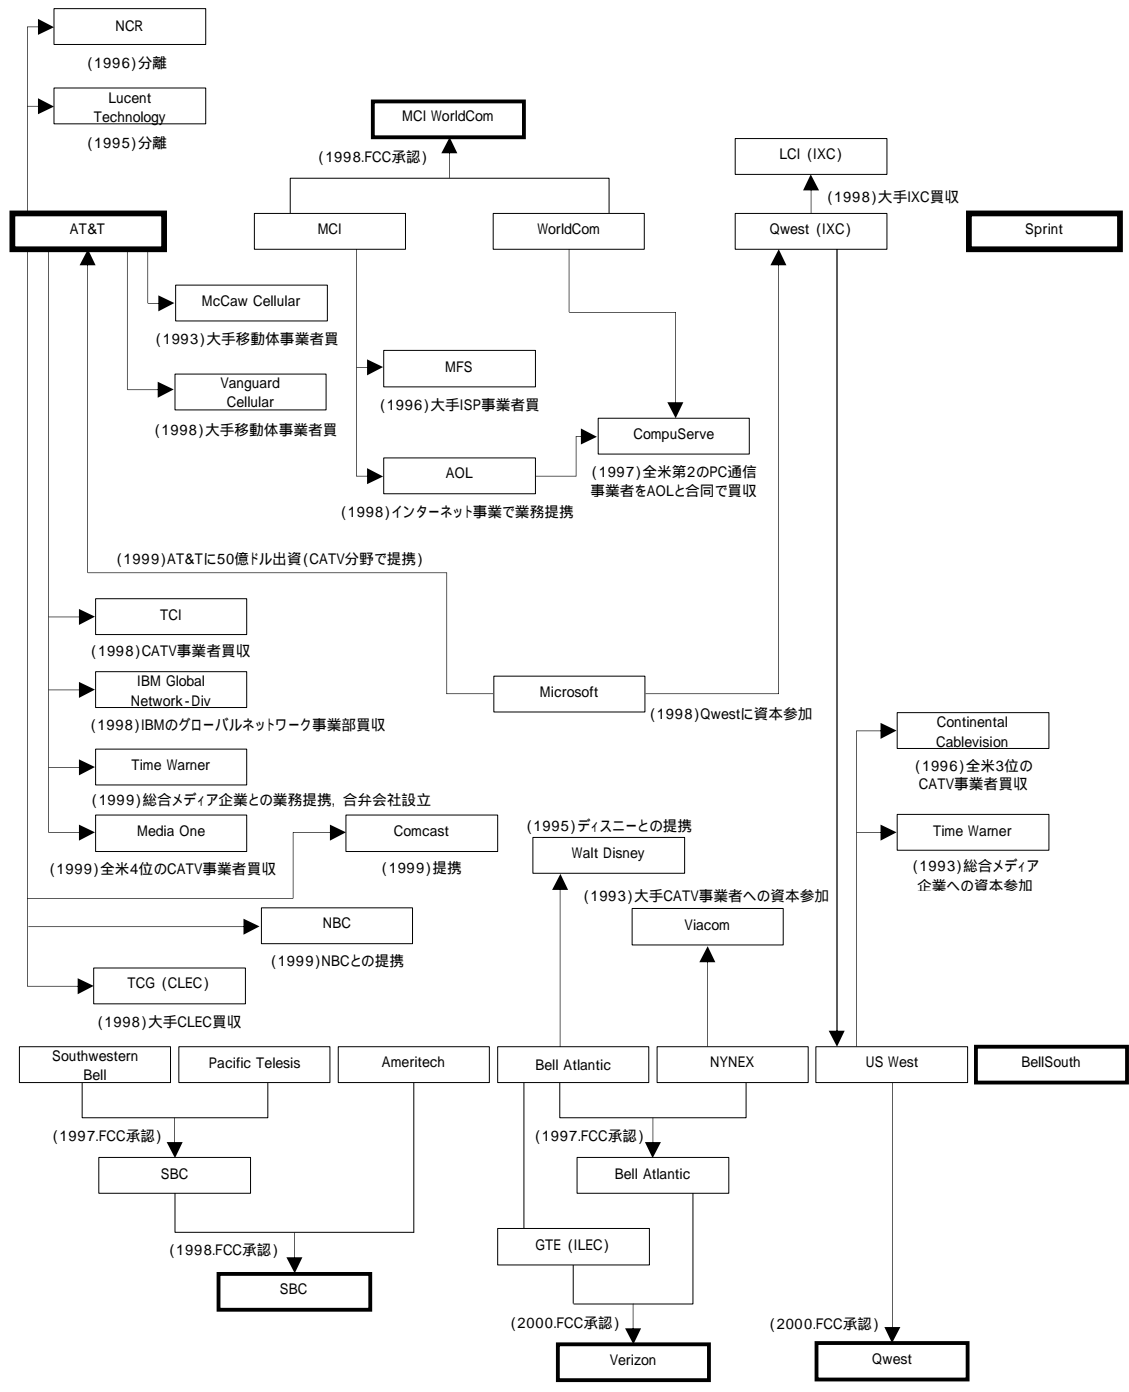 NCR
(1996)分離
Lucent
Technology
(1995)分離
MCI WorldCom
(1998.FCC承認)
LCI (IXC)
(1998)大手IXC買収
AT&T
MCI
WorldCom
Qwest (IXC)
Sprint
McCaw Cellular
(1993)大手移動体事業者買
MFS
(1996)大手ISP事業者買
Vanguard
Cellular
(1998)大手移動体事業者買
CompuServe
(1997)全米第2のPC通信
事業者をAOLと合同で買収
AOL
(1998)インターネット事業で業務提携
(1999)AT&Tに50億ドル出資(CATV分野で提携)
TCI
(1998)CATV事業者買収
IBM Global
Network-Div
(1998)IBMのグローバルネットワーク事業部買収
Microsoft
(1998)Qwestに資本参加
Continental
Cablevision
(1996)全米3位の
CATV事業者買収
Time Warner
(1999)総合メディア企業との業務提携, 合弁会社設立
Media One
(1999)全米4位のCATV事業者買収
Comcast
(1999)提携
(1995)ディスニーとの提携
Walt Disney
Time Warner
(1993)総合メディア
企業への資本参加
(1993)大手CATV事業者への資本参加
Viacom
NBC
(1999)NBCとの提携
TCG (CLEC)
(1998)大手CLEC買収
Southwestern
Bell
Pacific Telesis
Ameritech
Bell Atlantic
NYNEX
US West
BellSouth
(1997.FCC承認)
(1997.FCC承認)
SBC
Bell Atlantic
(1998.FCC承認)
GTE (ILEC)
SBC
(2000.FCC承認)
(2000.FCC承認)
Verizon
Qwest